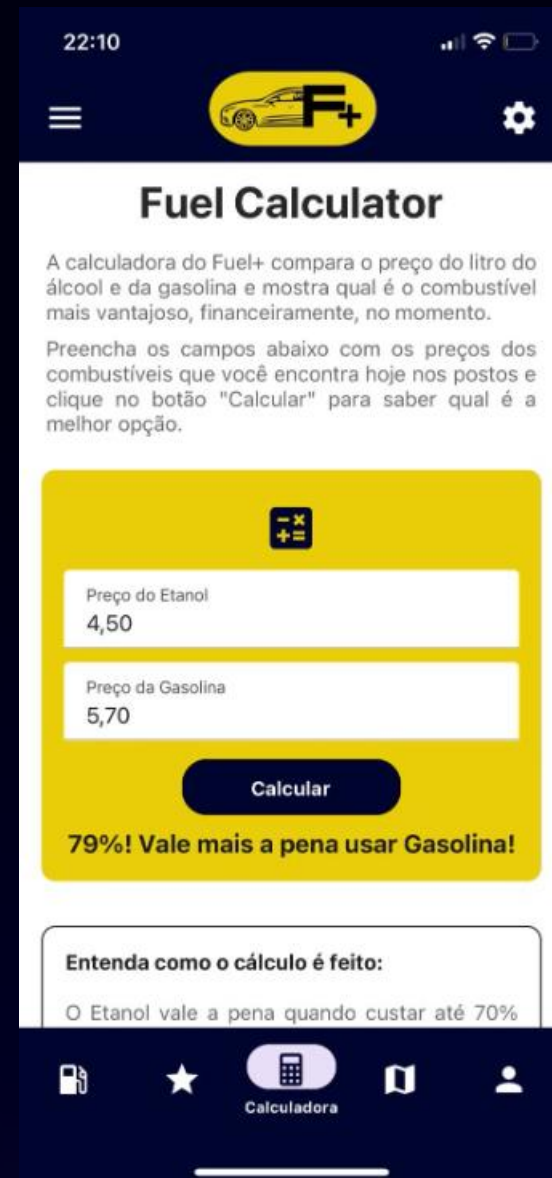 22:10
F+
Fuel Calculator
A calculadora do Fuel+ compara o preço do litro do
álcool e da gasolina e mostra qual é o combustível
mais vantajoso, financeiramente, no momento.
Preencha os campos abaixo com os preços dos
combustíveis que você encontra hoje nos postos e
clique no botão "Calcular" para saber qual é a
melhor opção.
Preço do Etanol
4,50
Preço da Gasolina
5,70
Calcular
79%! Vale mais a pena usar Gasolina!
Entenda como o cálculo é feito:
O Etanol vale a pena quando custar até 70%
Calculadora